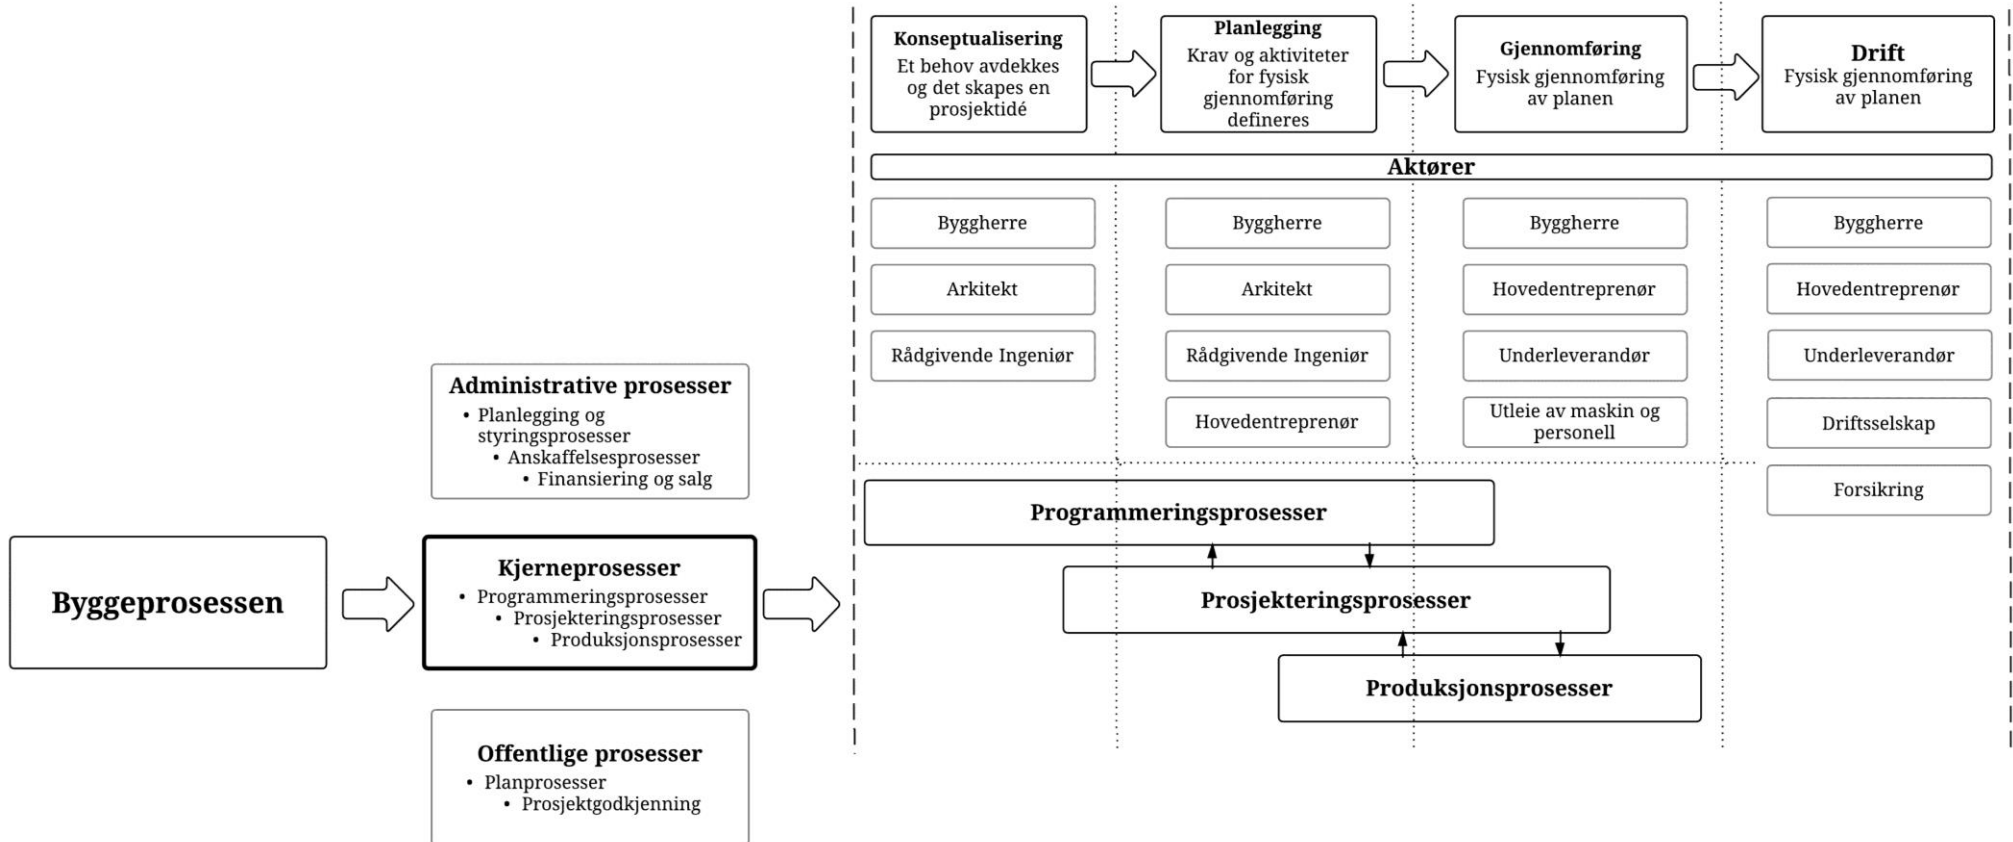 Byggeprosessen
Administrative prosesser
• Planlegging og
styringsprosesser
• Anskaffelsesprosesser
• Finansiering og salg
Kjerneprosesser
• Programmeringsprosesser
• Prosjekteringsprosesser
• Produksjonsprosesser
Offentlige prosesser
• Planprosesser
• Prosjektgodkjenning
Konseptualisering
Et behov avdekkes
og det skapes en
prosjektidé
Planlegging
Krav og aktiviteter
for fysisk
gjennomføring
defineres
Gjennomføring
Fysisk gjennomføring
av planen
Drift
Fysisk gjennomføring
av planen
Aktører
Byggherre
Arkitekt
Rådgivende Ingeniør
Byggherre
Arkitekt
Rådgivende Ingeniør
Hovedentreprenør
Byggherre
Hovedentreprenør
Underleverandør
Utleie av maskin og
personell
Byggherre
Hovedentreprenør
Underleverandør
Driftsselskap
Forsikring
Programmeringsprosesser
Prosjekteringsprosesser
Produksjonsprosesser